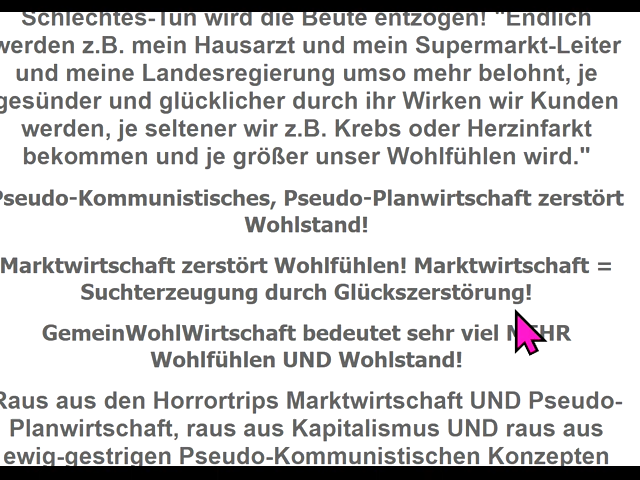 Schlechtes-Tun wird die Beute entzogen! "Endlich
werden z.B. mein Hausarzt und mein Supermarkt-Leiter
und meine Landesregierung umso mehr belohnt, je
gesünder und glücklicher durch ihr Wirken wir Kunden
werden, je seltener wir z.B. Krebs oder Herzinfarkt
bekommen und je größer unser Wohlfühlen wird."
Pseudo-Kommunistisches, Pseudo-Planwirtschaft zerstört
Wohlstand!
Marktwirtschaft zerstört Wohlfühlen! Marktwirtschaft =
Suchterzeugung durch Glückszerstörung!
GemeinWohlWirtschaft bedeutet sehr viel MEHR
Wohlfühlen UND Wohlstand!
Raus aus den Horrortrips Marktwirtschaft UND Pseudo-
Planwirtschaft, raus aus Kapitalismus UND raus aus
ewig-gestrigen Pseudo-Kommunistischen Konzepten